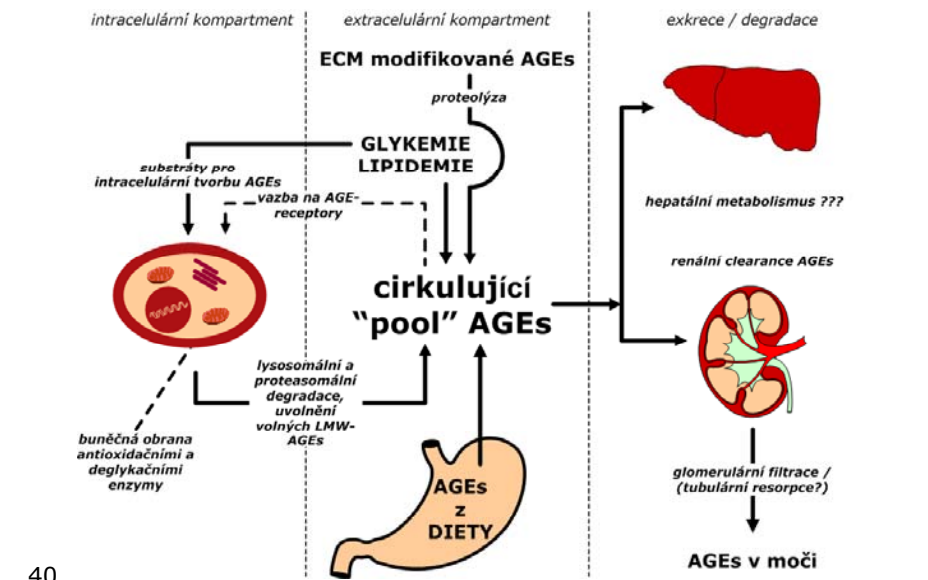 intracelulární kompartment
extracelulární kompartment
exkrece / degradace
ECM modifikované AGEs
proteolýza
GLYKEMIE
LIPIDEMIE
substráty pro
intracelulární tvorbu AGEs
vazba na AGE-
receptory
hepatální metabolismus ???
renální clearance AGEs
cirkulující
“pool” AGEs
lysosomální a
proteasomální
degradace,
uvolnění
volných LMW-
AGEs
buněčná obrana
antioxidačními a
deglykačními
enzymy
AGEs
z
DIETY
glomerulární filtrace /
(tubulární resorpce?)
AGEs v moči
40